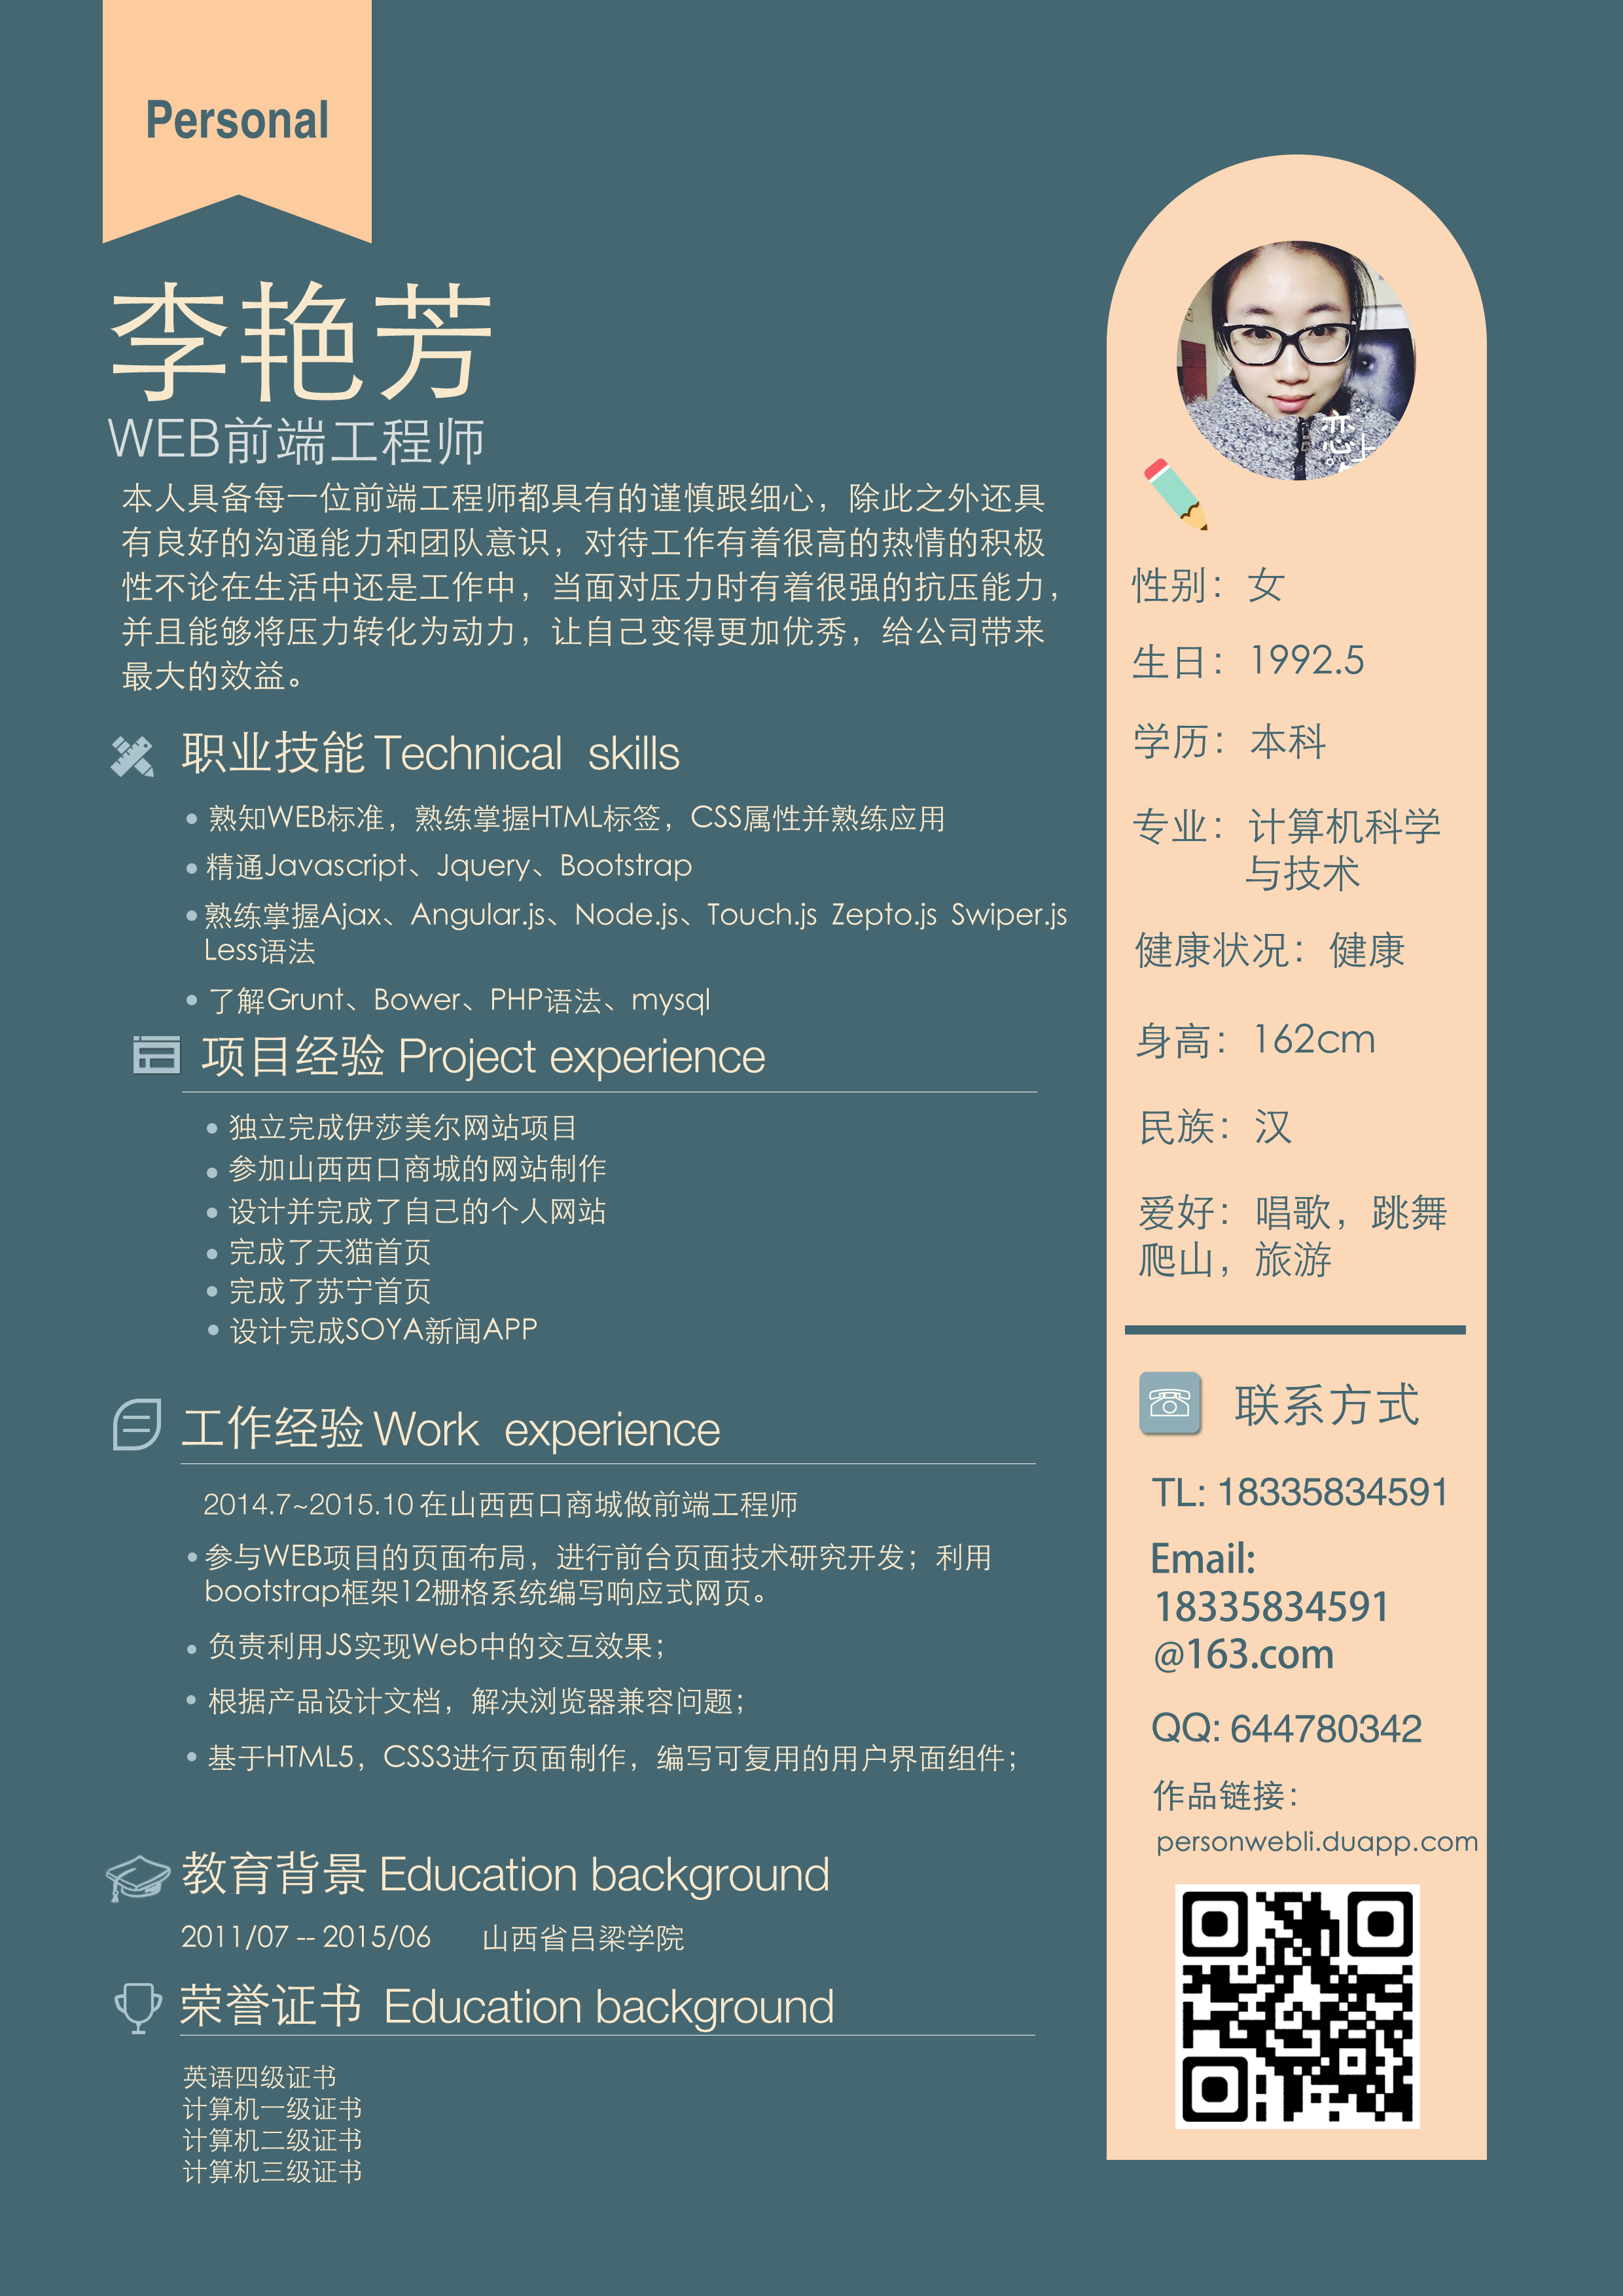 Personal
李艳芳
WEB前端工程师
本人具备每一位前端工程师都具有的谨慎跟细心，除此之外还具
有良好的沟通能力和团队意识，对待工作有着很高的热情的积极
性不论在生活中还是工作中，当面对压力时有着很强的抗压能力，
并且能够将压力转化为动力，让自己变得更加优秀，给公司带来
最大的效益。
职业技能 Technical skills
熟知WEB标准，熟练掌握HTML标签，CSS属性并熟练应用
精通Javascript、Jquery、Bootstrap
熟练掌握Ajax、Angular.js、Node.js、Touch.js Zepto.js Swiper.js
Less语法
了解Grunt、Bower、PHP语法、mysql
项目经验 Project experience
独立完成伊莎美尔网站项目
参加山西西口商城的网站制作
设计并完成了自己的个人网站
完成了天猫首页
完成了苏宁首页
设计完成SOYA新闻APP
工作经验 Work experience
2014.7~2015.10 在山西西口商城做前端工程师
参与WEB项目的页面布局，进行前台页面技术研究开发；利用
bootstrap框架12栅格系统编写响应式网页。
负责利用JS实现Web中的交互效果；
根据产品设计文档，解决浏览器兼容问题；
基于HTML5，CSS3进行页面制作，编写可复用的用户界面组件；
教育背景 Education background
2011/07 -- 2015/06 山西省吕梁学院
荣誉证书 Education background
英语四级证书
计算机一级证书
计算机二级证书
计算机三级证书
恋上
性别：女
生日：1992.5
学历：本科
专业：计算机科学
与技术
健康状况：健康
身高：162cm
民族：汉
爱好：唱歌，跳舞
爬山，旅游
联系方式
TL: 18335834591
Email:
18335834591
@163.com
QQ: 644780342
作品链接：
personwebli.duapp.com